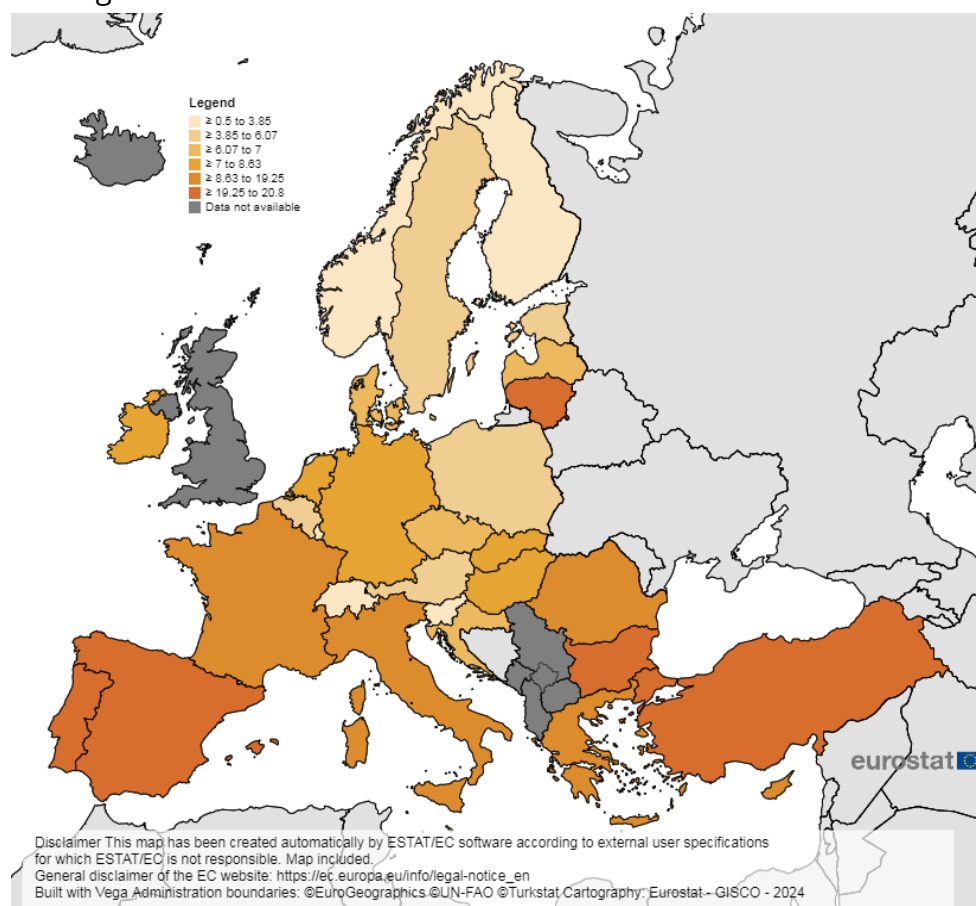 Legend
≥ 0.5 to 3.85
≥ 3.85 to 6.07
≥ 6.07 to 7
≥ 7 to 8.63
≥ 8.63 to 19.25
≥ 19.25 to 20.8
Data not available
eurostat
Disclaimer This map has been created automatically by ESTAT/EC software according to external user specifications
for which ESTAT/EC is not responsible. Map included.
General disclaimer of the EC website: https://ec.europa.eu/info/legal-notice_en
Built with Vega Administration boundaries: ©EuroGeographics ©UN-FAO ©Turkstat Cartography: Eurostat - GISCO - 2024